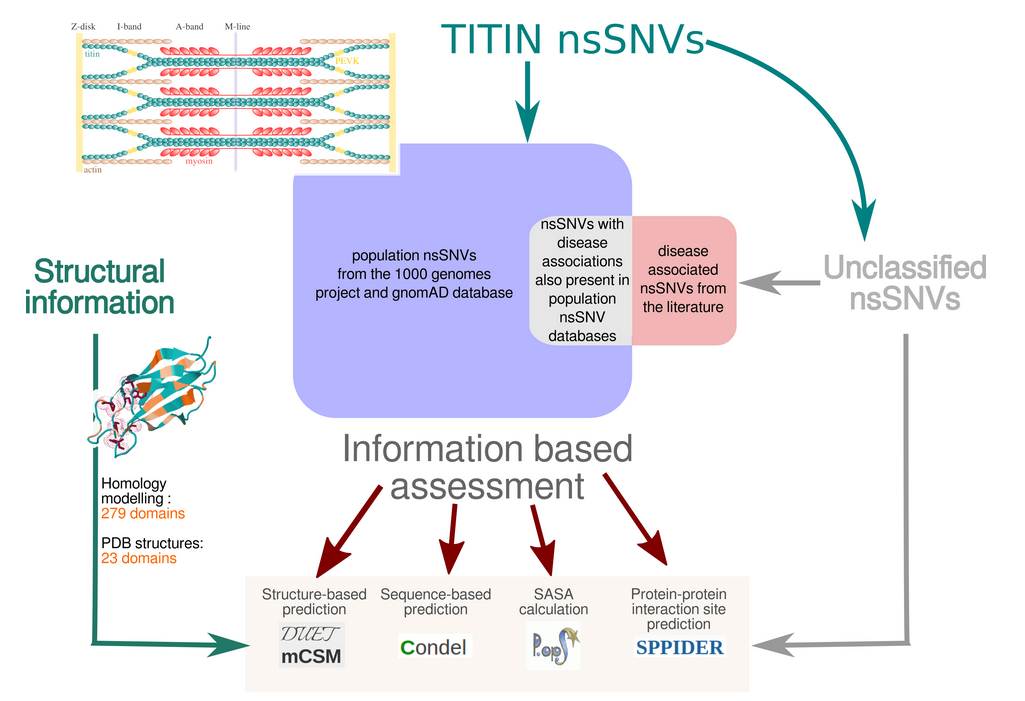 Z-disk I-band A-band M-line
titin
PEVK
myosin
actin
TITIN nsSNVs
population nsSNVs
from the 1000 genomes
project and gnomAD database
nsSNVs with
disease
associations
also present in
population
nsSNV
databases
disease
associated
nsSNVs from
the literature
Unclassified
nsSNVs
Structural
information
Homology
modelling :
279 domains
PDB structures:
23 domains
Information based
assessment
Structure-based
prediction
DUET
mCSM
Sequence-based
prediction
Condel
SASA
calculation
PopS
Protein-protein
interaction site
prediction
SPPIDER